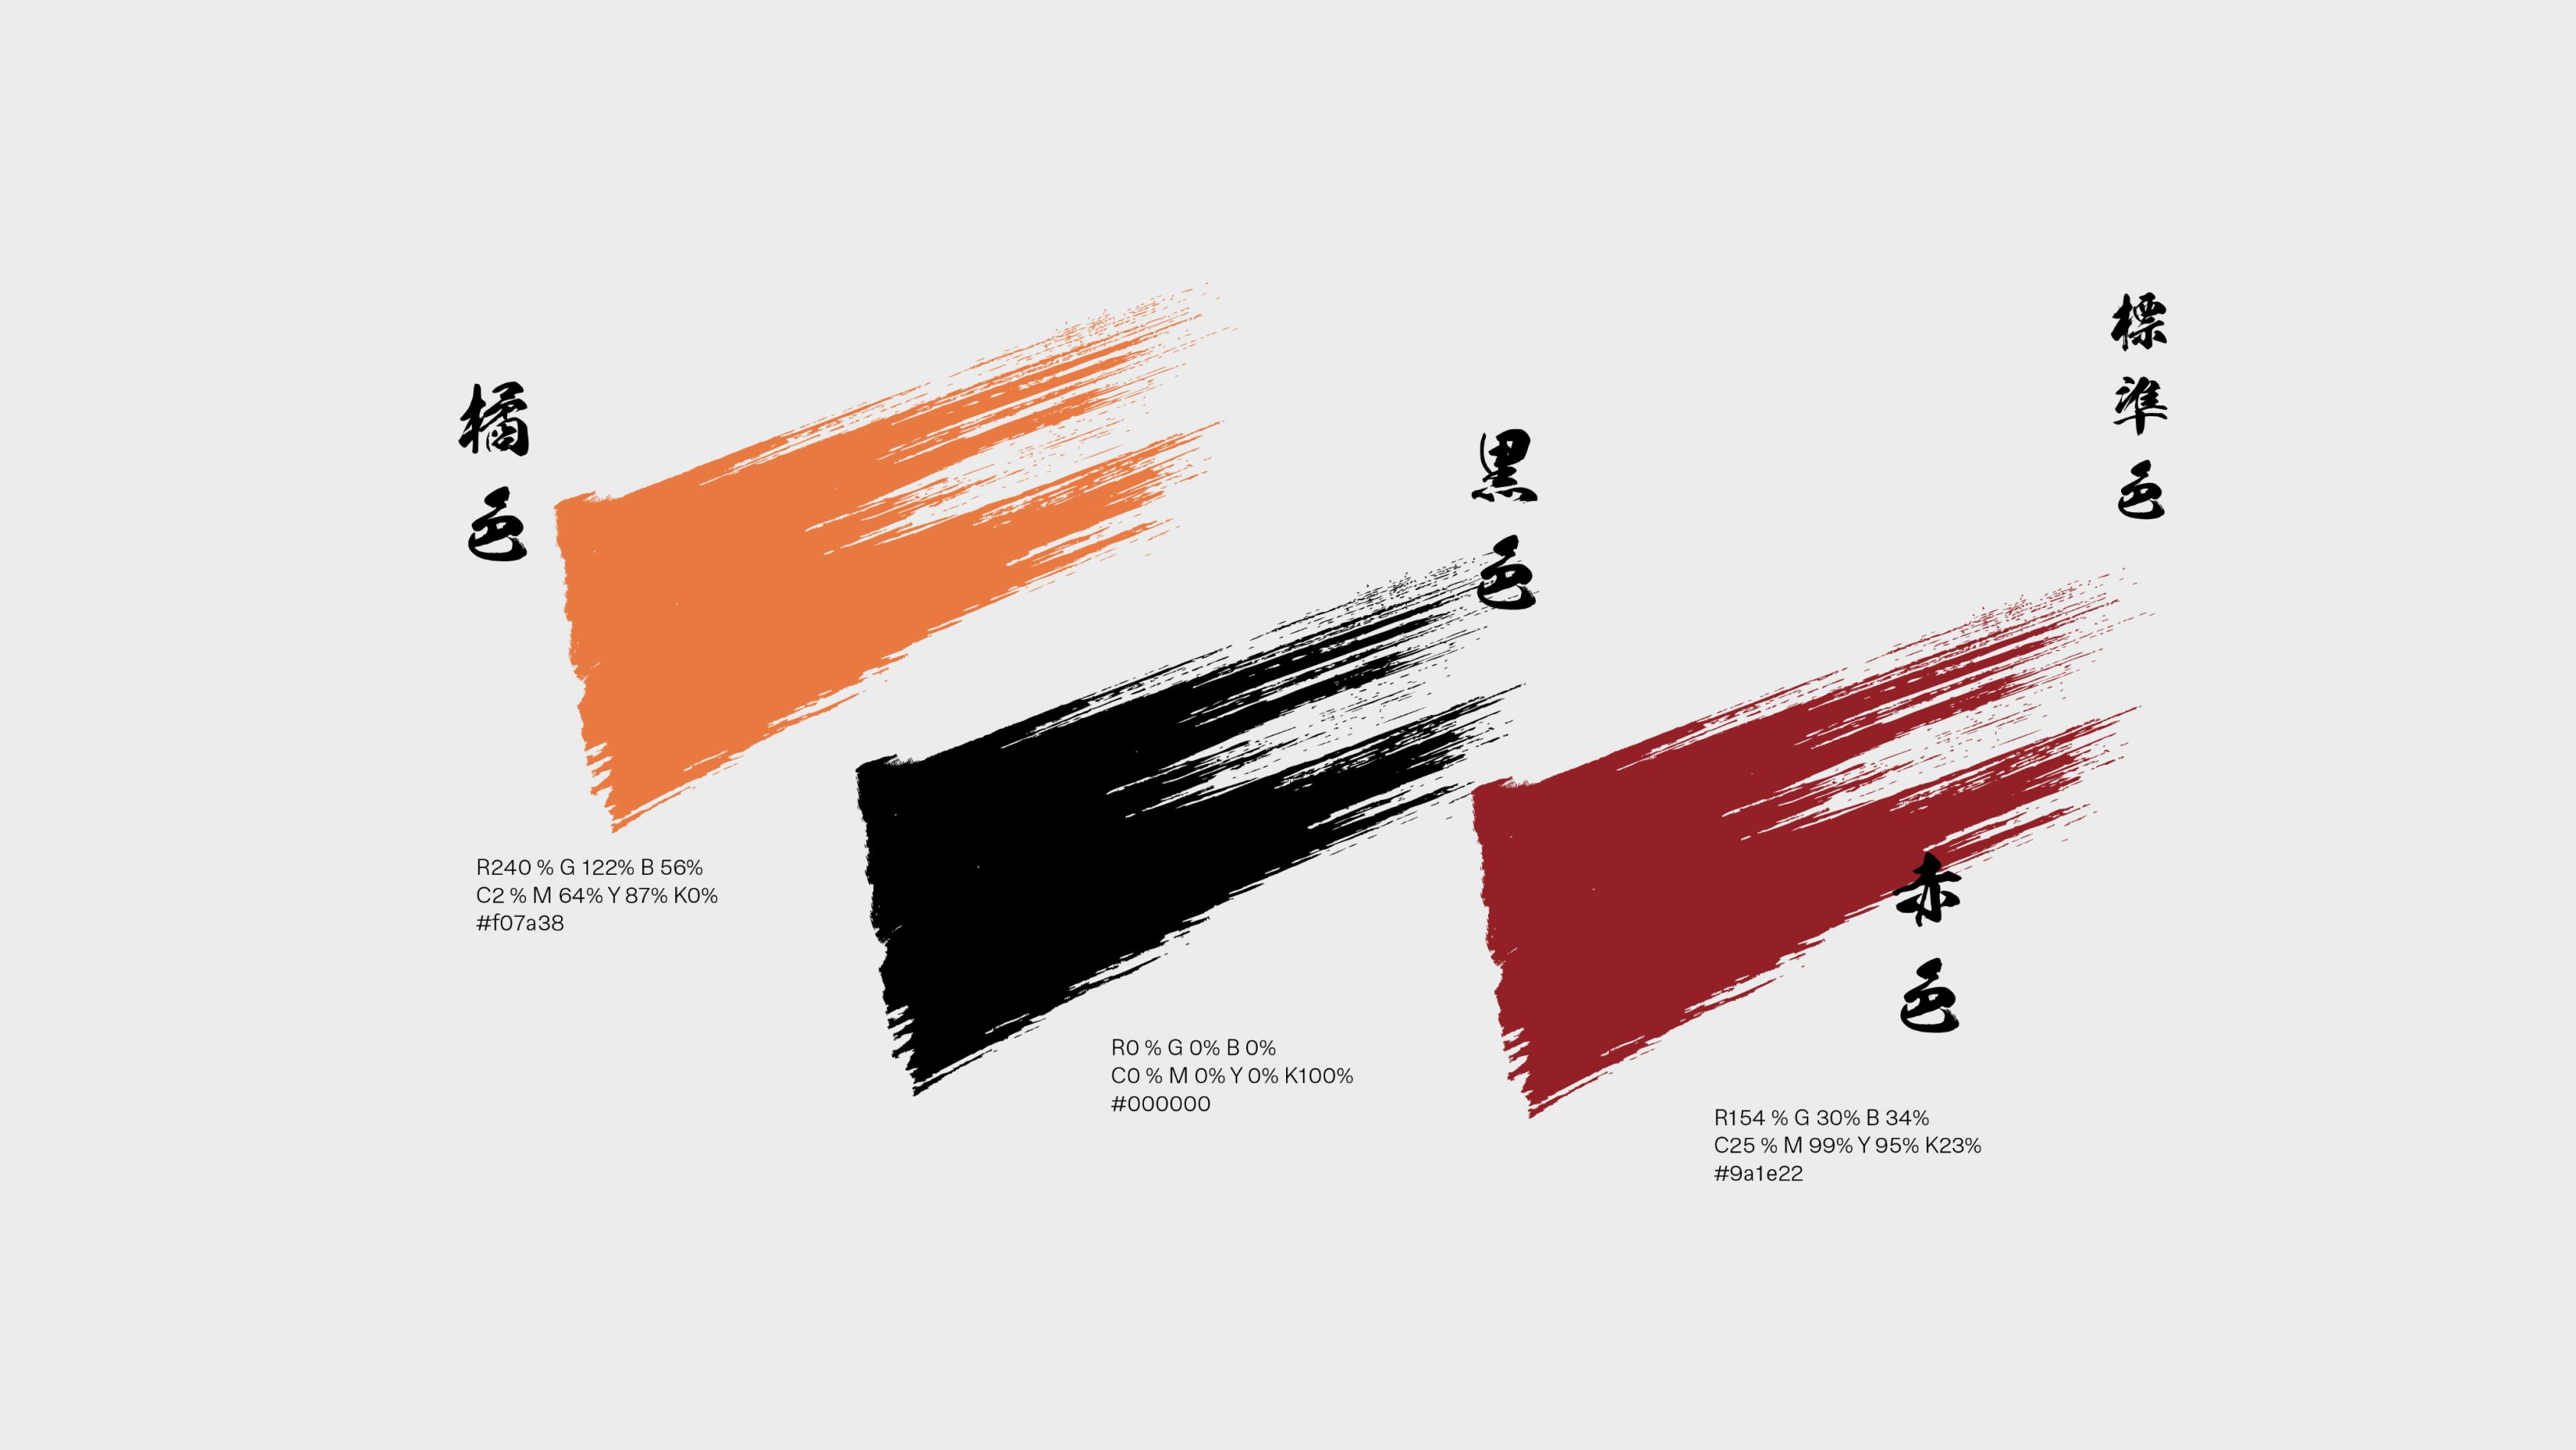 標準色
橘色
R240 % G 122% B 56%
C2 % M 64% Y 87% K0%
#f07a38
黒色
R0 % G 0% B 0%
C0 % M 0% Y 0% K100%
#000000
赤色
R154 % G 30% B 34%
C25 % M 99% Y 95% K23%
#9a1e22